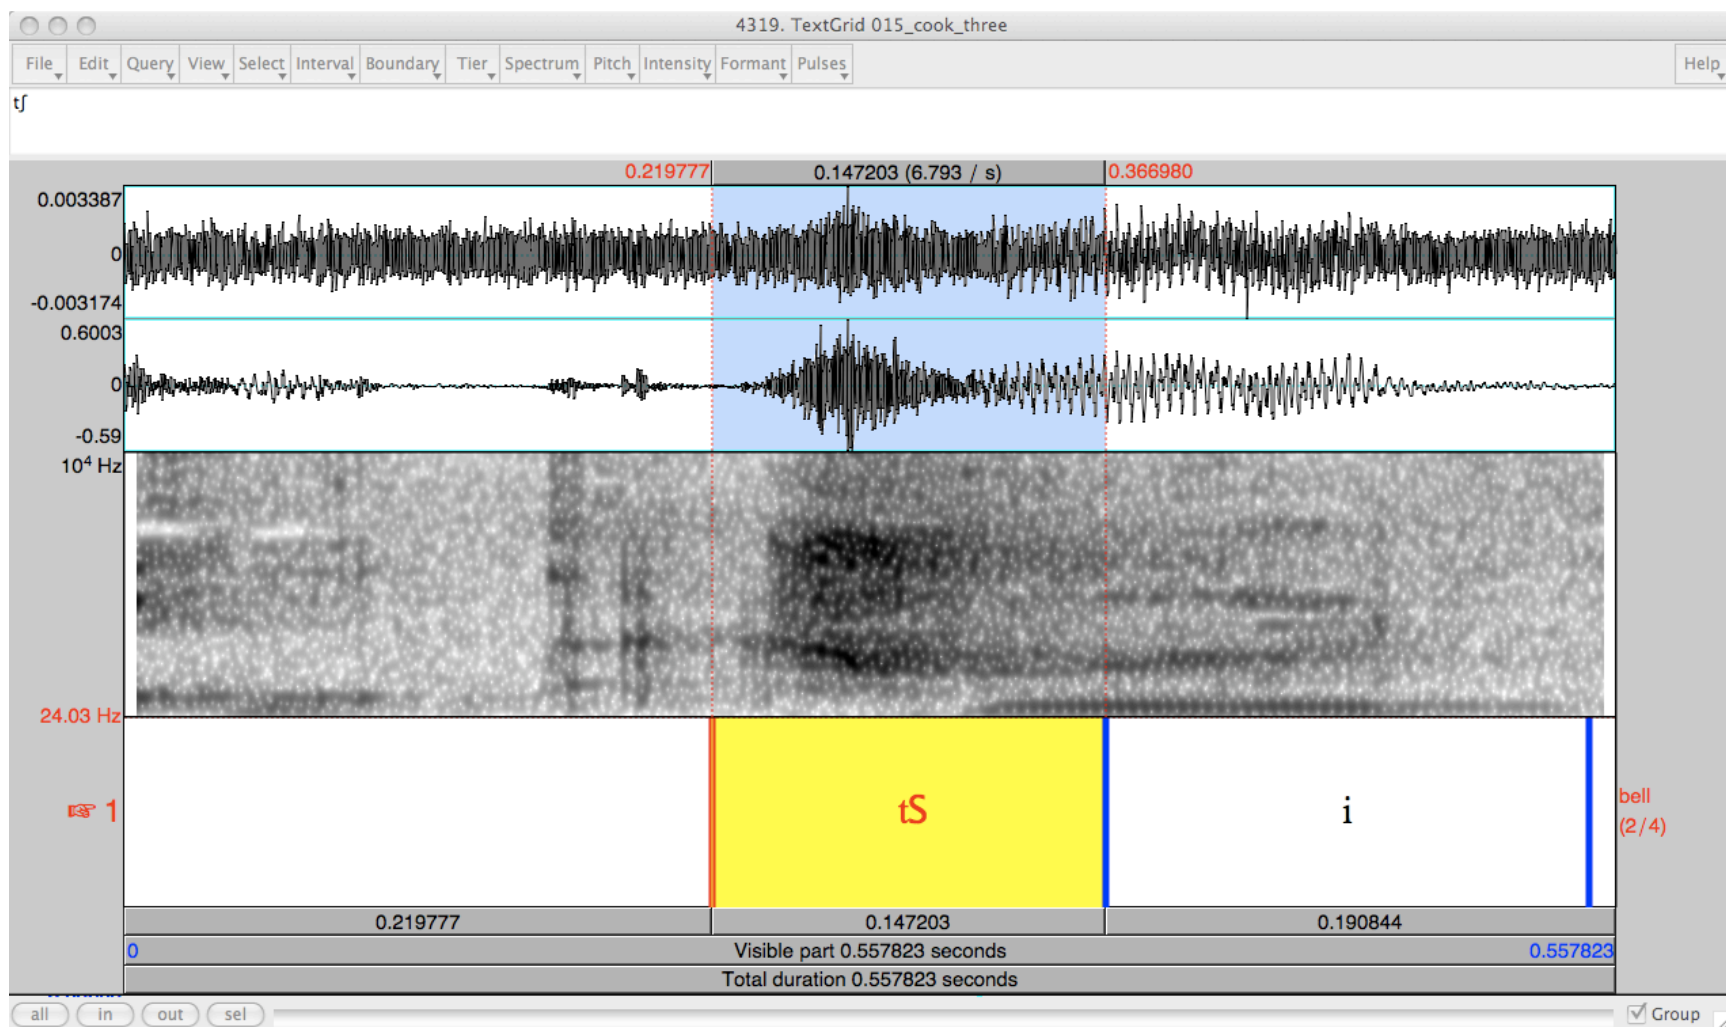 4319. TextGrid 015_cook_three
File Edit Query View Select Interval Boundary Tier Spectrum Pitch Intensity Formant Pulses Help
tʃ
0.219777 0.147203 (6.793 / s) 0.366980
0.003387
0
-0.003174
0.6003
0
-0.59
10⁴ Hz
24.03 Hz
☞ 1 tS i bell
(2/4)
0.219777 0.147203 0.190844
0 Visible part 0.557823 seconds 0.557823
Total duration 0.557823 seconds
all in out sel Group